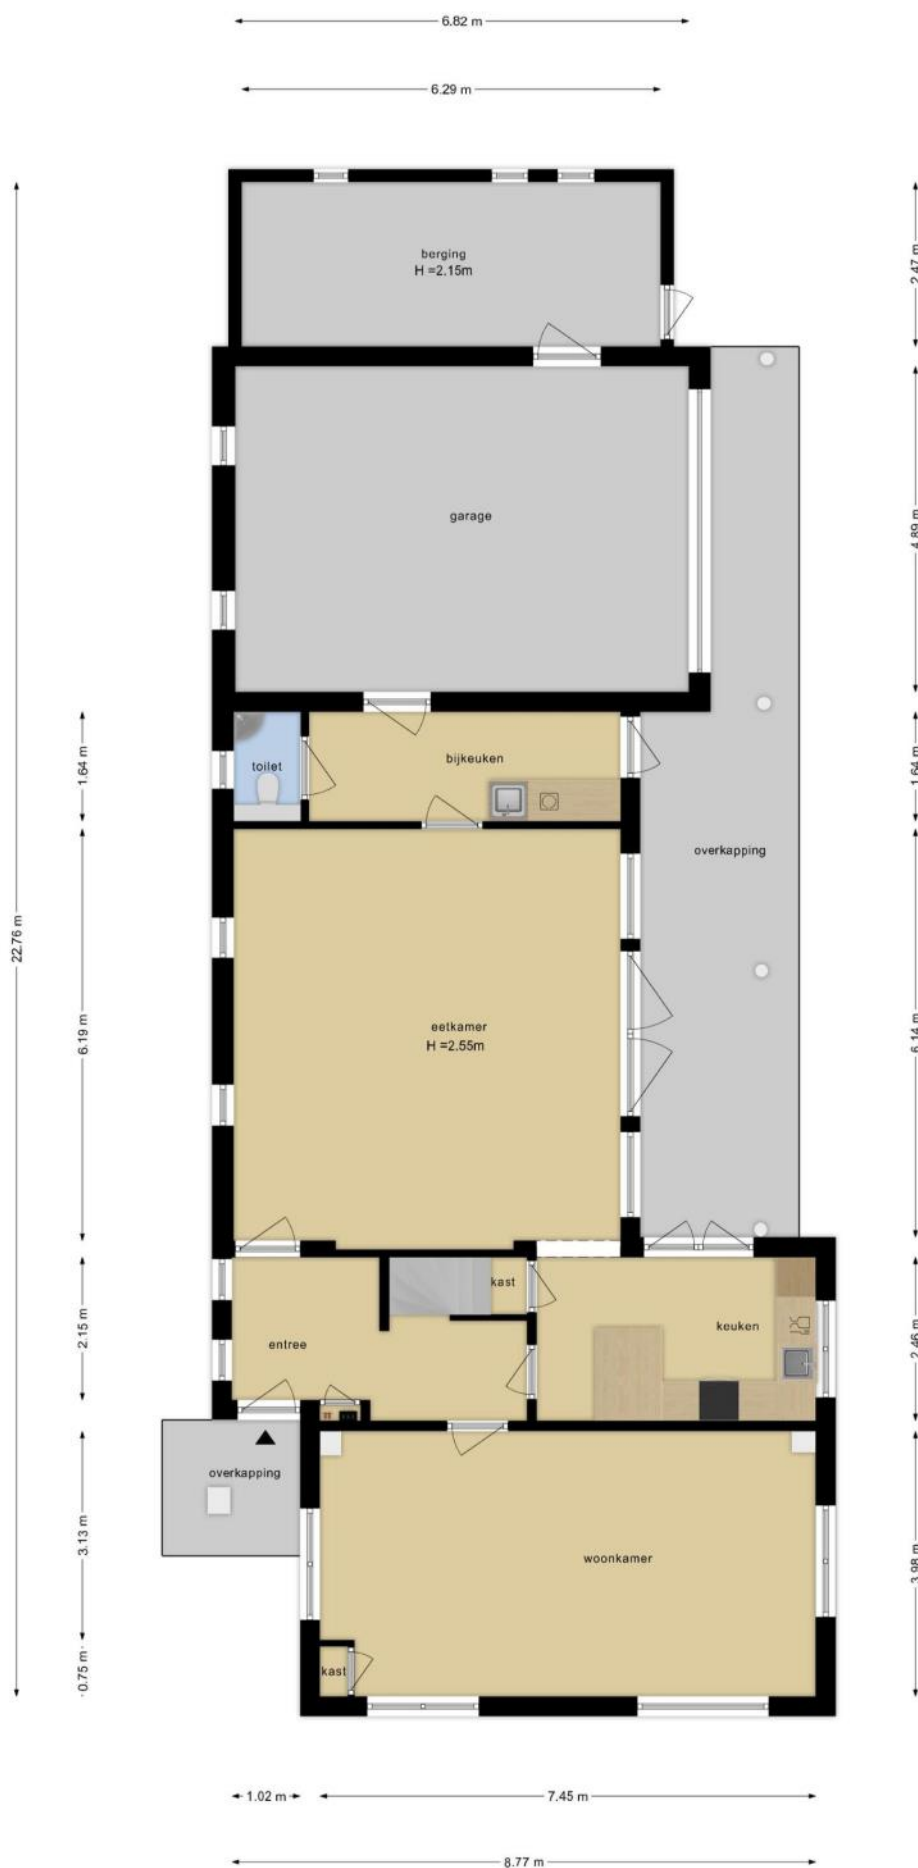 6.82 m
6.29 m
berging
H =2.15m
2.47 m
garage
4.89 m
toilet
bijkeuken
1.64 m
1.64 m
overkapping
22.76 m
eetkamer
H =2.55m
6.19 m
6.14 m
kast
keuken
entree
2.15 m
2.46 m
overkapping
woonkamer
3.13 m
3.98 m
kast
0.75 m
1.02 m
7.45 m
8.77 m